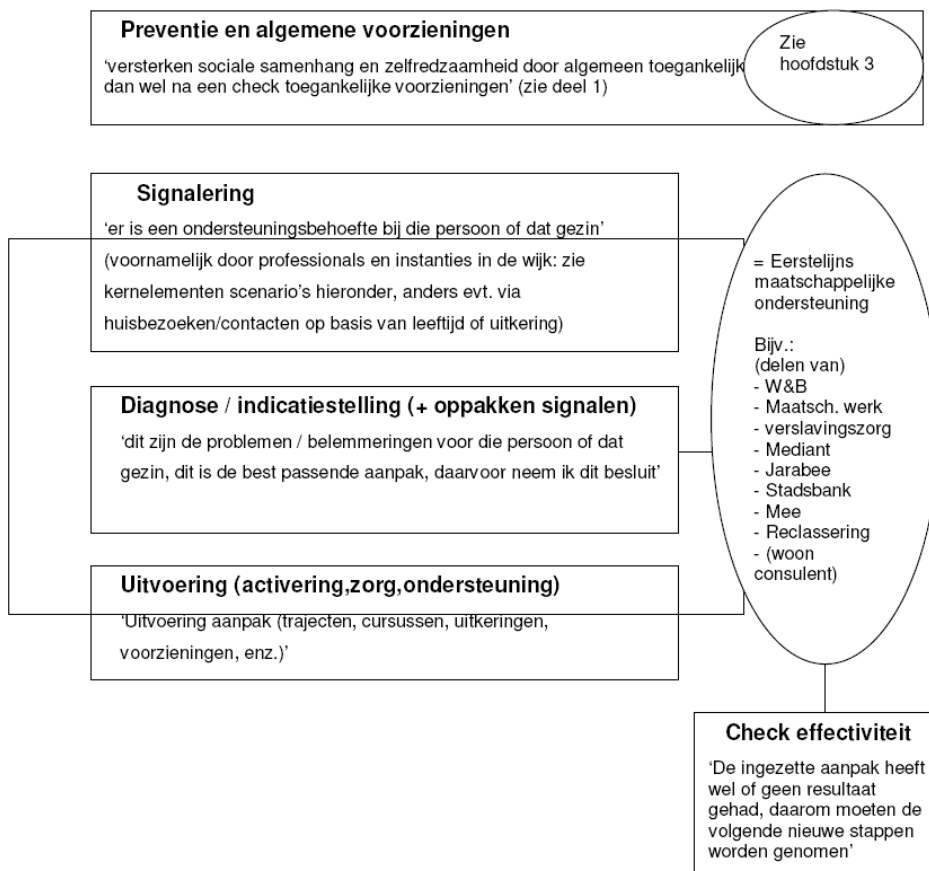 Preventie en algemene voorzieningen
‘versterken sociale samenhang en zelfredzaamheid door algemeen toegankelijk
dan wel na een check toegankelijke voorzieningen’ (zie deel 1)
Zie
hoofdstuk 3
Signalering
‘er is een ondersteuningsbehoefte bij die persoon of dat gezin’
(voornamelijk door professionals en instanties in de wijk: zie
kernelementen scenario’s hieronder, anders evt. via
huisbezoeken/contacten op basis van leeftijd of uitkering)
Diagnose / indicatiestelling (+ oppakken signalen)
‘dit zijn de problemen / belemmeringen voor die persoon of dat
gezin, dit is de best passende aanpak, daarvoor neem ik dit besluit’
Uitvoering (activering,zorg,ondersteuning)
‘Uitvoering aanpak (trajecten, cursussen, uitkeringen,
voorzieningen, enz.)’
= Eerstelijns
maatschappelijke
ondersteuning
Bijv.:
(delen van)
- W&B
- Maatsch. werk
- verslavingszorg
- Mediant
- Jarabee
- Stadsbank
- Mee
- Reclassering
- (woon
consulent)
Check effectiviteit
‘De ingezette aanpak heeft
wel of geen resultaat
gehad, daarom moeten de
volgende nieuwe stappen
worden genomen’